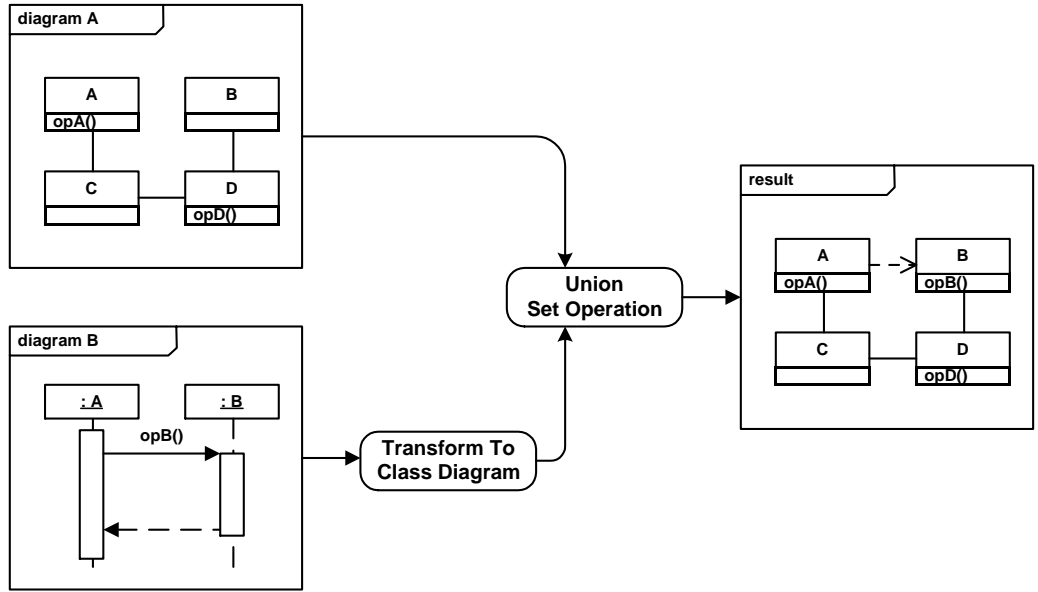 diagram A
A
B
opA()
C
D
opD()
diagram B
: A
: B
opB()
Transform To
Class Diagram
Union
Set Operation
result
A
B
opA()
opB()
C
D
opD()